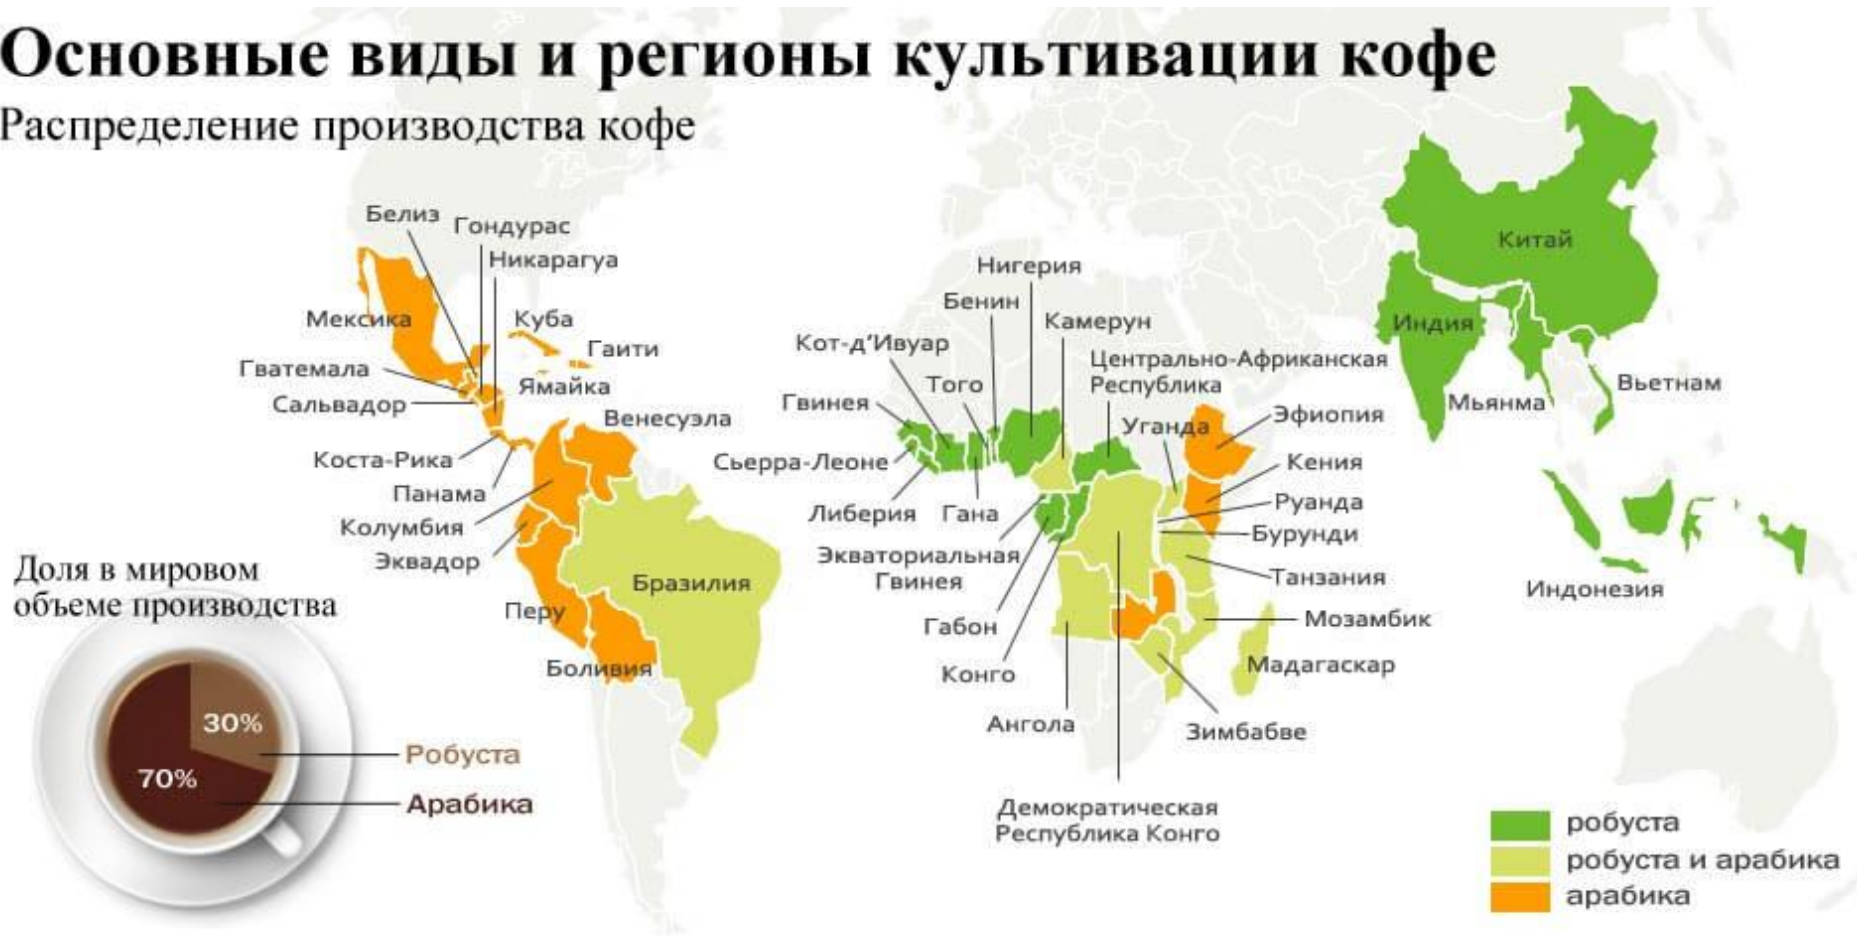 Основные виды и регионы культивации кофе
Распределение производства кофе
Белиз
Гондурас
Никарагуа
Мексика
Куба
Гаити
Гватемала
Ямайка
Сальвадор
Венесуэла
Коста-Рика
Панама
Колумбия
Эквадор
Бразилия
Перу
Боливия
Нигерия
Бенин
Камерун
Кот-д'Ивуар
Центрально-Африканская
Республика
Того
Гвинея
Уганда
Эфиопия
Сьерра-Леоне
Кения
Либерия
Гана
Руанда
Бурунди
Экваториальная
Гвинея
Танзания
Габон
Мозамбик
Конго
Мадагаскар
Ангола
Зимбабве
Демократическая
Республика Конго
Китай
Индия
Мьянма
Вьетнам
Индонезия
Доля в мировом
объеме производства
30%
70%
Робуста
Арабика
робуста
робуста и арабика
арабика